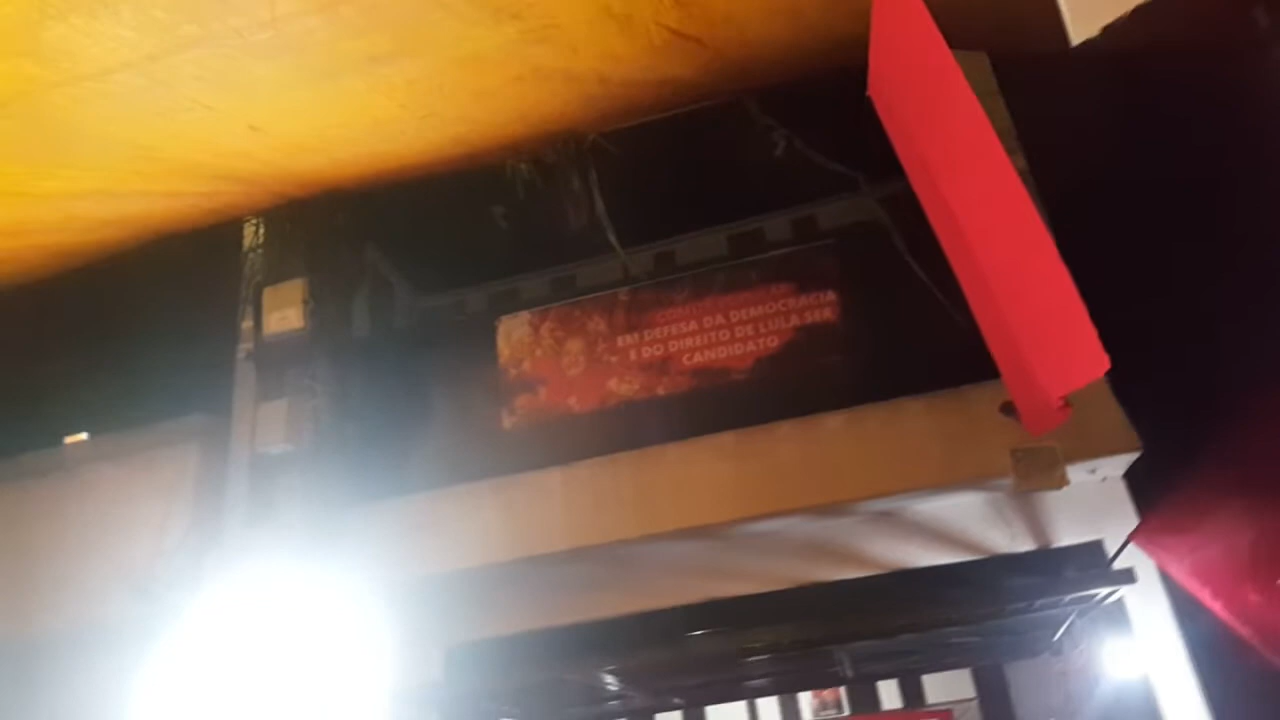 EM DEFESA DA DEMOCRACIA
E DO DIREITO DE LULA SER
CANDIDATO